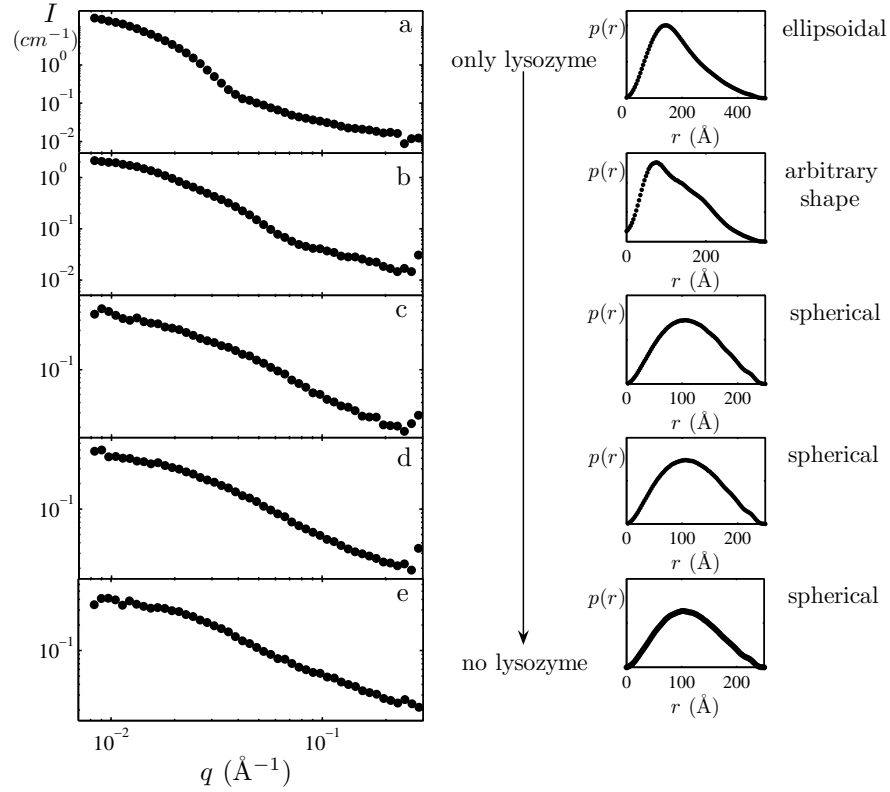 I
(cm⁻¹)
10⁰
10⁻¹
10⁻²
a
10⁰
10⁻¹
10⁻²
b
10⁻¹
c
10⁻¹
d
10⁻¹
e
10⁻² 10⁻¹
q (Å⁻¹)
only lysozyme
no lysozyme
p(r)
0 200 400
r (Å)
ellipsoidal
p(r)
200
r (Å)
arbitrary
shape
p(r)
0 100 200
r (Å)
spherical
p(r)
0 100 200
r (Å)
spherical
p(r)
0 100 200
r (Å)
spherical